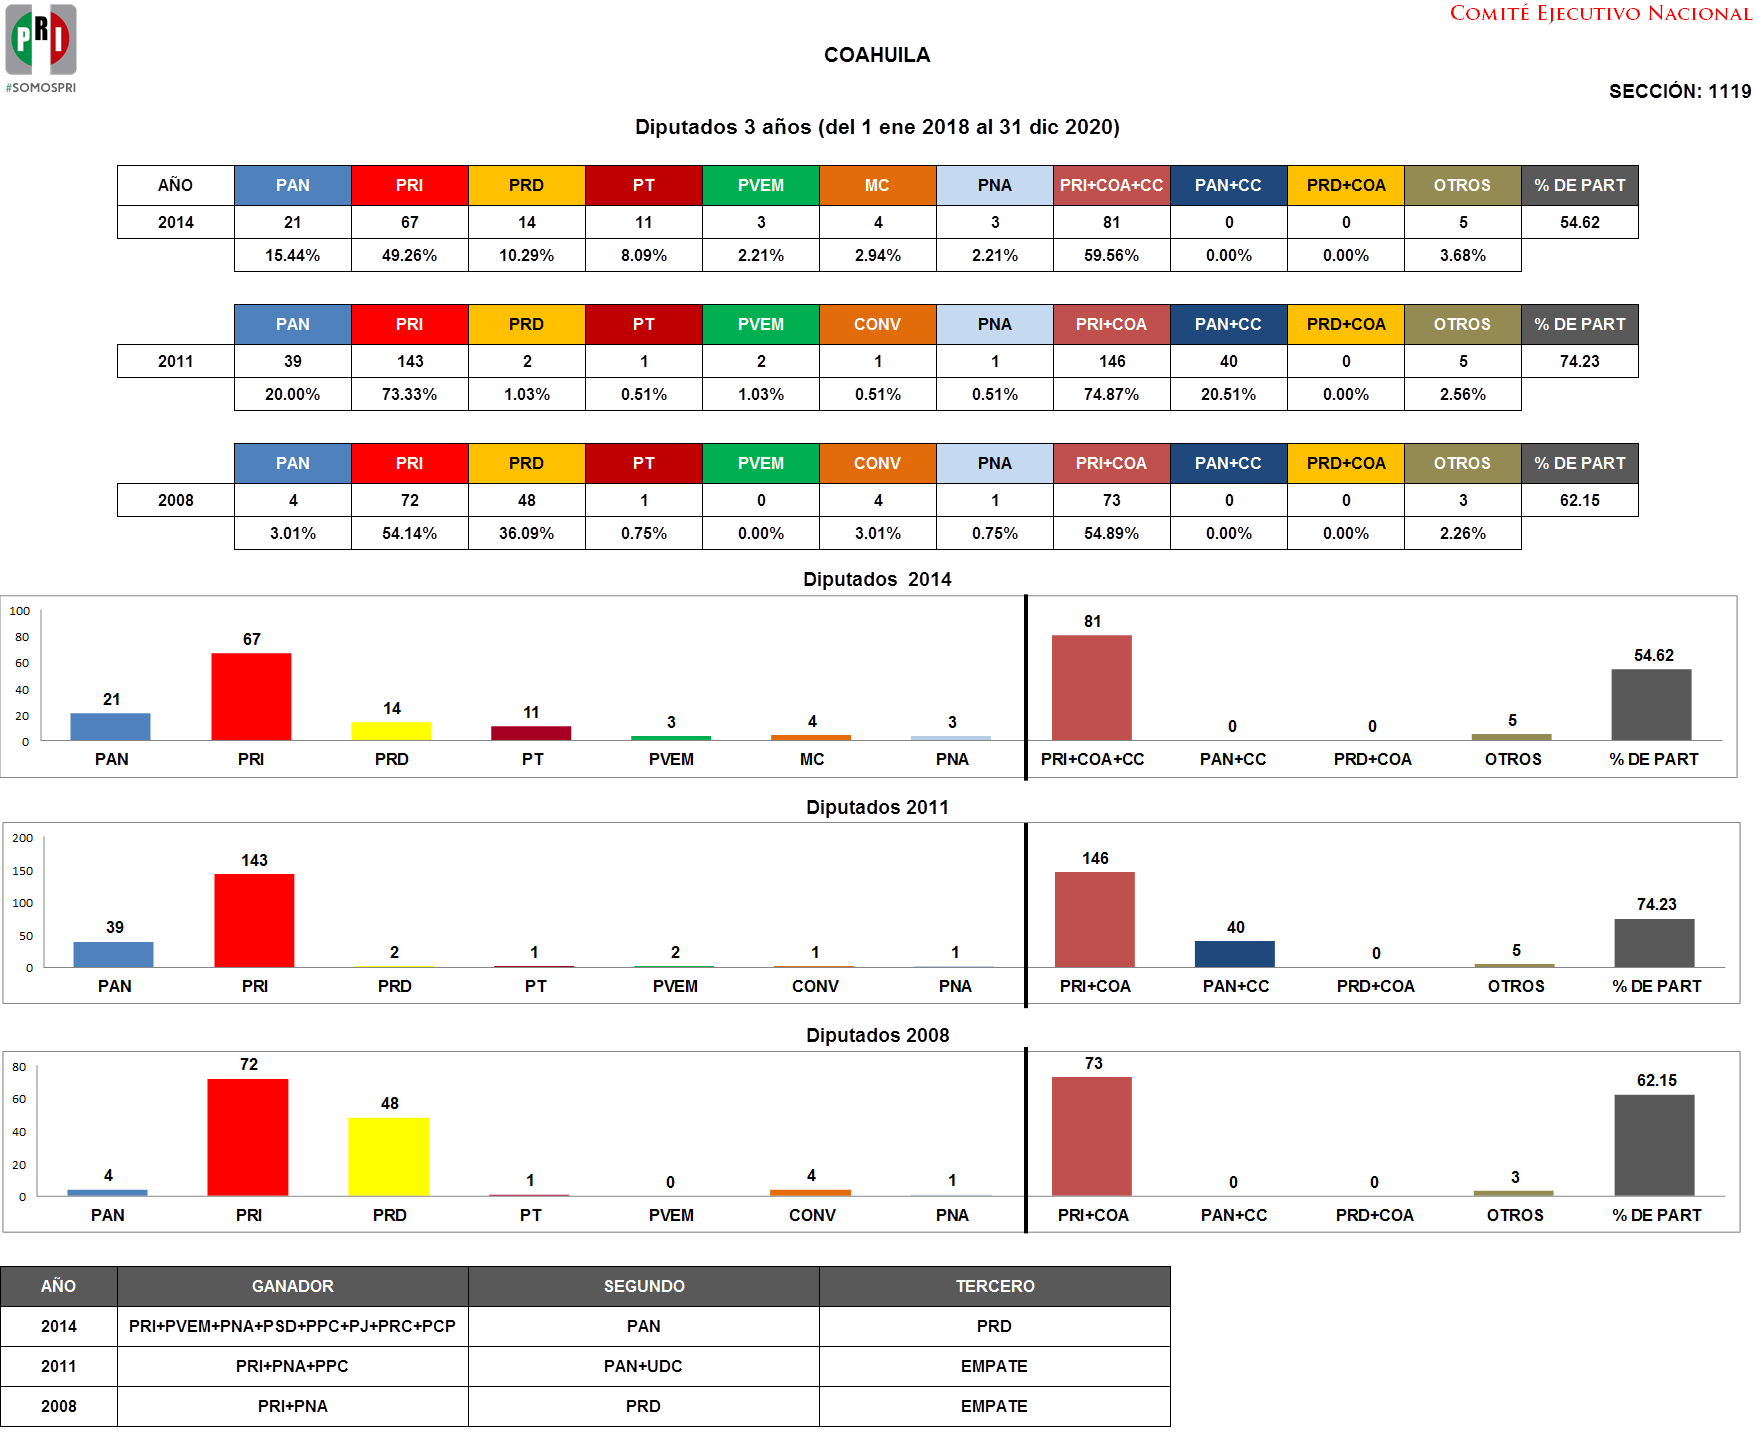 PRI
#SOMOSPRI
COMITÉ EJECUTIVO NACIONAL
COAHUILA
SECCIÓN: 1119
Diputados 3 años (del 1 ene 2018 al 31 dic 2020)
AÑO PAN PRI PRD PT PVEM MC PNA PRI+COA+CC PAN+CC PRD+COA OTROS % DE PART
2014 21 67 14 11 3 4 3 81 0 0 5 54.62
15.44% 49.26% 10.29% 8.09% 2.21% 2.94% 2.21% 59.56% 0.00% 0.00% 3.68%
PAN PRI PRD PT PVEM CONV PNA PRI+COA PAN+CC PRD+COA OTROS % DE PART
2011 39 143 2 1 2 1 1 146 40 0 5 74.23
20.00% 73.33% 1.03% 0.51% 1.03% 0.51% 0.51% 74.87% 20.51% 0.00% 2.56%
PAN PRI PRD PT PVEM CONV PNA PRI+COA PAN+CC PRD+COA OTROS % DE PART
2008 4 72 48 1 0 4 1 73 0 0 3 62.15
3.01% 54.14% 36.09% 0.75% 0.00% 3.01% 0.75% 54.89% 0.00% 0.00% 2.26%
Diputados 2014
100
80
60
40
20
0
21 67 14 11 3 4 3 81 0 0 5 54.62
PAN PRI PRD PT PVEM MC PNA PRI+COA+CC PAN+CC PRD+COA OTROS % DE PART
Diputados 2011
200
150
100
50
0
39 143 2 1 2 1 1 146 40 0 5 74.23
PAN PRI PRD PT PVEM CONV PNA PRI+COA PAN+CC PRD+COA OTROS % DE PART
Diputados 2008
80
60
40
20
0
4 72 48 1 0 4 1 73 0 0 3 62.15
PAN PRI PRD PT PVEM CONV PNA PRI+COA PAN+CC PRD+COA OTROS % DE PART
AÑO GANADOR SEGUNDO TERCERO
2014 PRI+PVEM+PNA+PSD+PPC+PJ+PRC+PCP PAN PRD
2011 PRI+PNA+PPC PAN+UDC EMPATE
2008 PRI+PNA PRD EMPATE